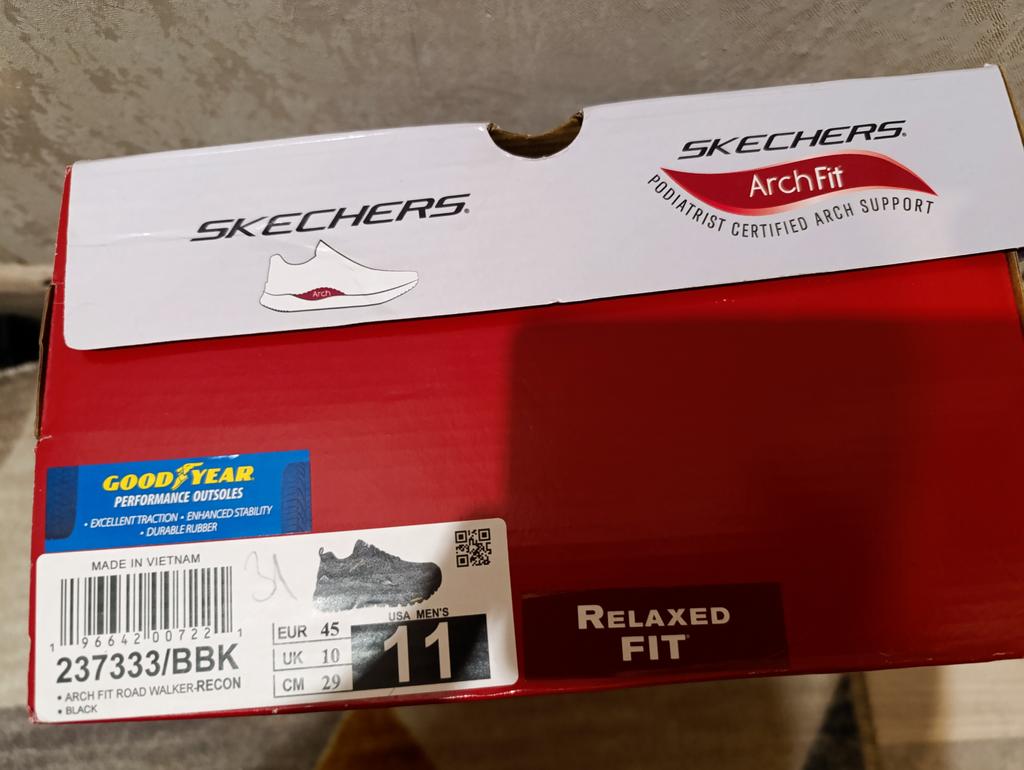 SKECHERS.
Arch
SKECHERS.
Arch Fit
PODIATRIST CERTIFIED ARCH SUPPORT
GOODYEAR
PERFORMANCE OUTSOLES
• EXCELLENT TRACTION • ENHANCED STABILITY
• DURABLE RUBBER
MADE IN VIETNAM
31
1 96642 00722 1
237333/BBK
• ARCH FIT ROAD WALKER-RECON
• BLACK
USA MEN'S
11
EUR 45
UK 10
CM 29
RELAXED
FIT